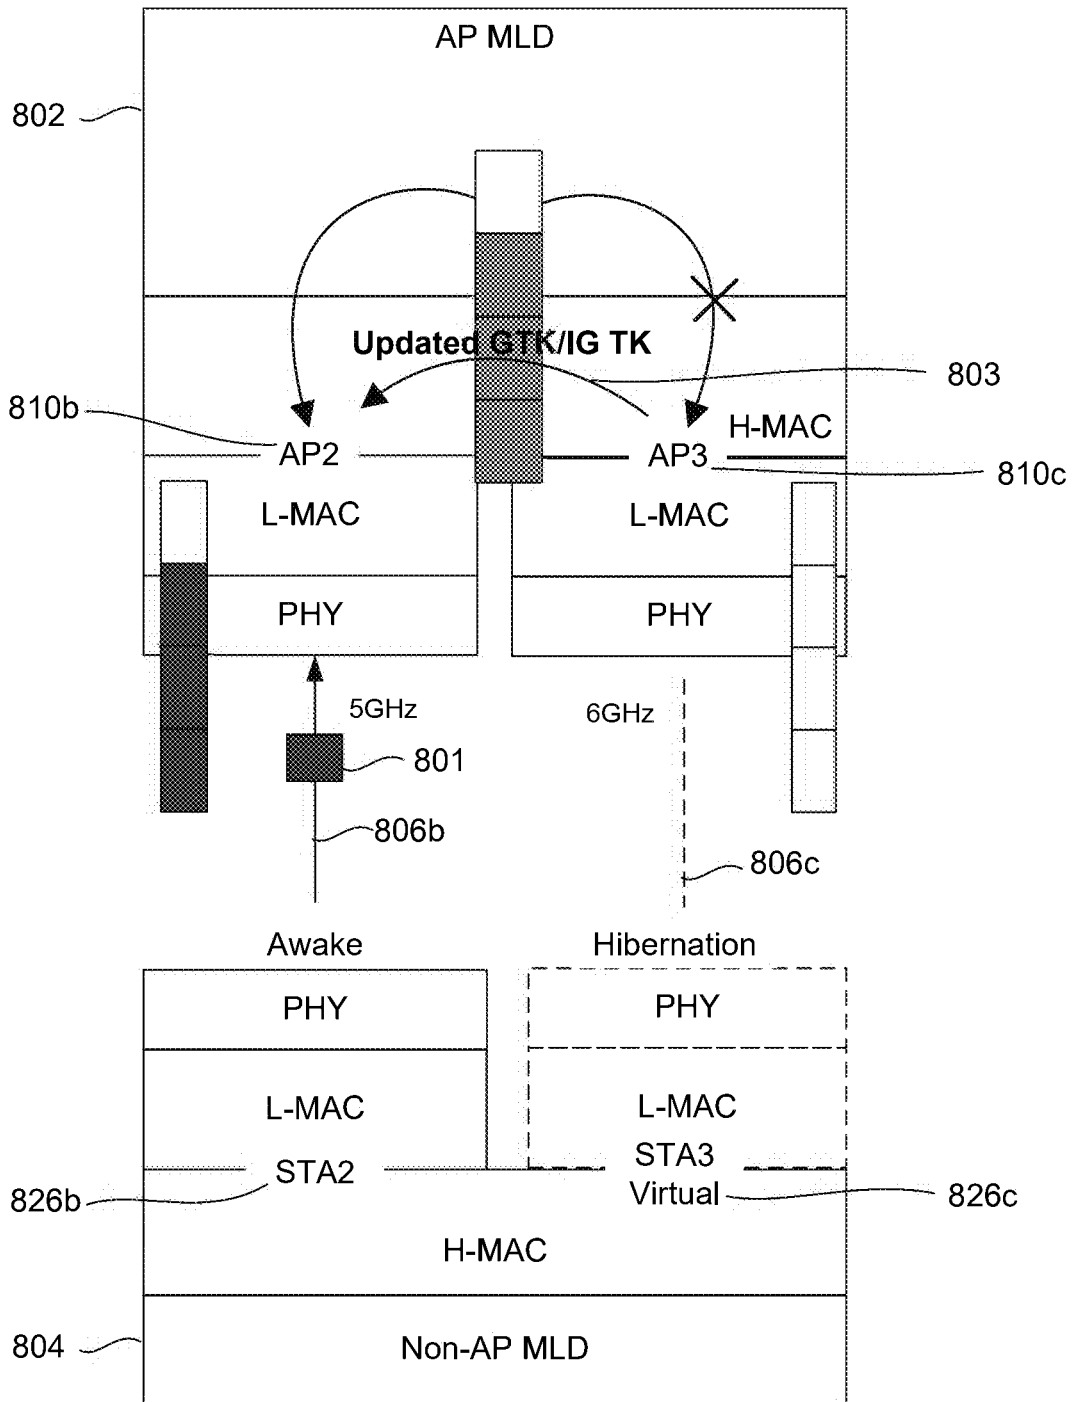 AP MLD
802
Updated GTK/IG TK
803
810b
H-MAC
AP2
AP3
810c
L-MAC
L-MAC
PHY
PHY
5GHz
6GHz
801
806b
806c
Awake
Hibernation
PHY
PHY
L-MAC
L-MAC
STA2
STA3
Virtual
826b
826c
H-MAC
804
Non-AP MLD